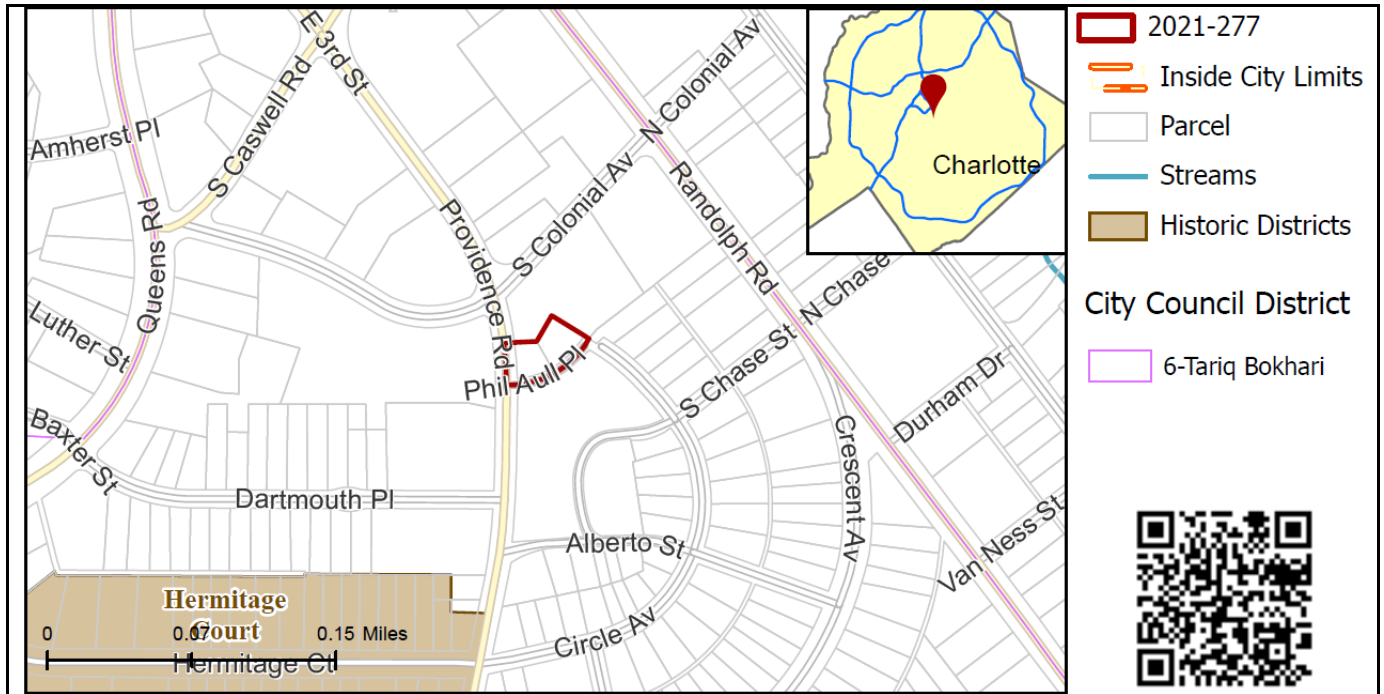 E 3rd St
N Colonial Av
Amherst Pl
S Caswell Rd
Queens Rd
Providence Rd
S Colonial Av
Randolph Rd
N Chase
Charlotte
Luther St
Phil Aull Pl
S Chase St
Durham Dr
Crescent Av
Baxter St
Dartmouth Pl
Alberto St
Van Ness St
Hermitage
Court
0
0.07
0.15 Miles
Circle Av
Hermitage Ct
2021-277
Inside City Limits
Parcel
Streams
Historic Districts
City Council District
6-Tariq Bokhari